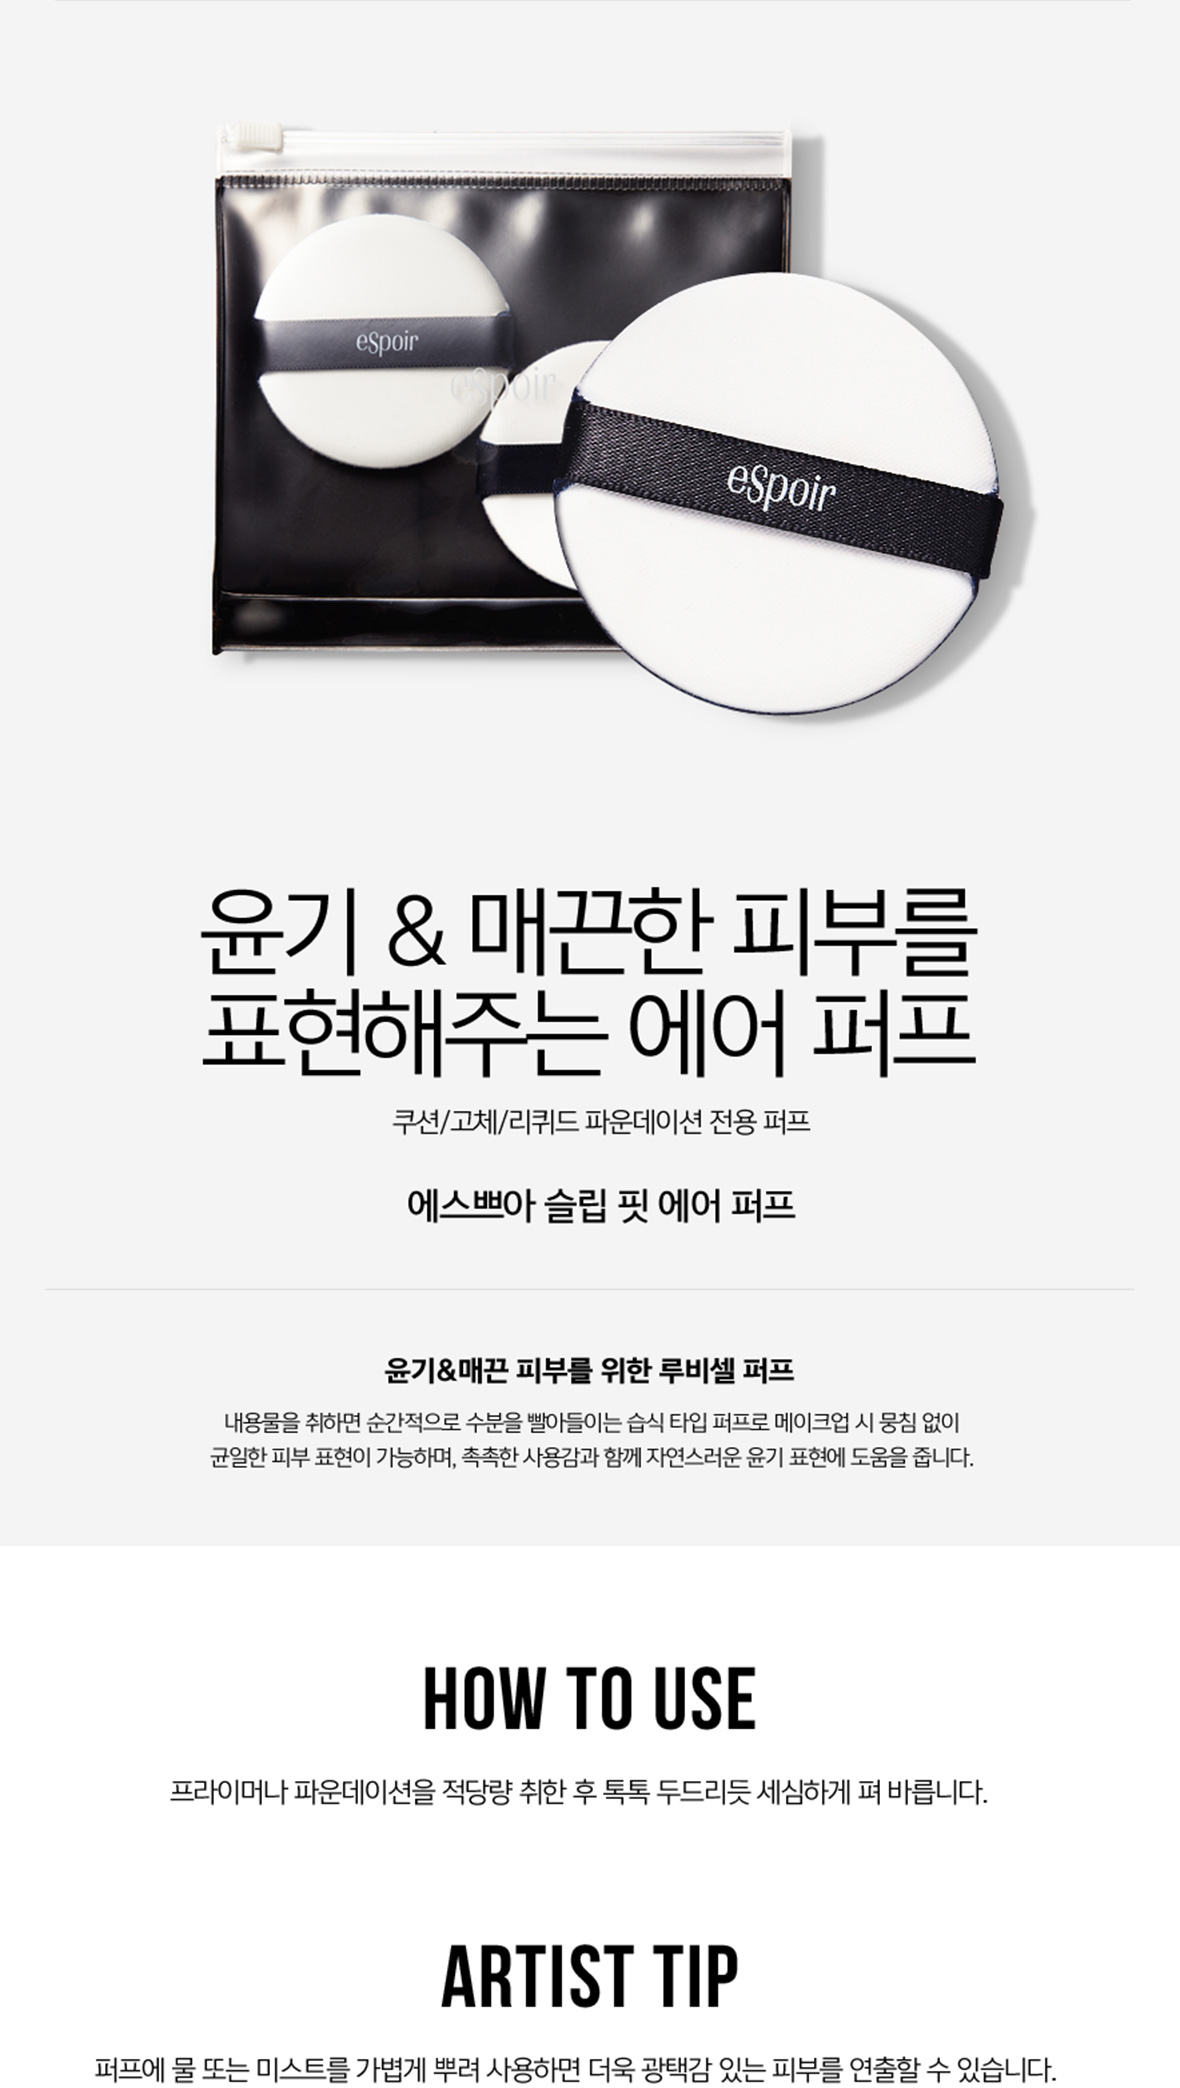 espoir
espoir
espoir
윤기 & 매끈한 피부를
표현해주는 에어 퍼프
쿠션/고체/리퀴드 파운데이션 전용 퍼프
에스쁘아 슬립 핏 에어 퍼프
윤기&매끈 피부를 위한 루비셀 퍼프
내용물을 취하면 순간적으로 수분을 빨아들이는 습식 타입 퍼프로 메이크업 시 뭉침 없이
균일한 피부 표현이 가능하며, 촉촉한 사용감과 함께 자연스러운 윤기 표현에 도움을 줍니다.
HOW TO USE
프라이머나 파운데이션을 적당량 취한 후 톡톡 두드리듯 세심하게 펴 바릅니다.
ARTIST TIP
퍼프에 물 또는 미스트를 가볍게 뿌려 사용하면 더욱 광택감 있는 피부를 연출할 수 있습니다.